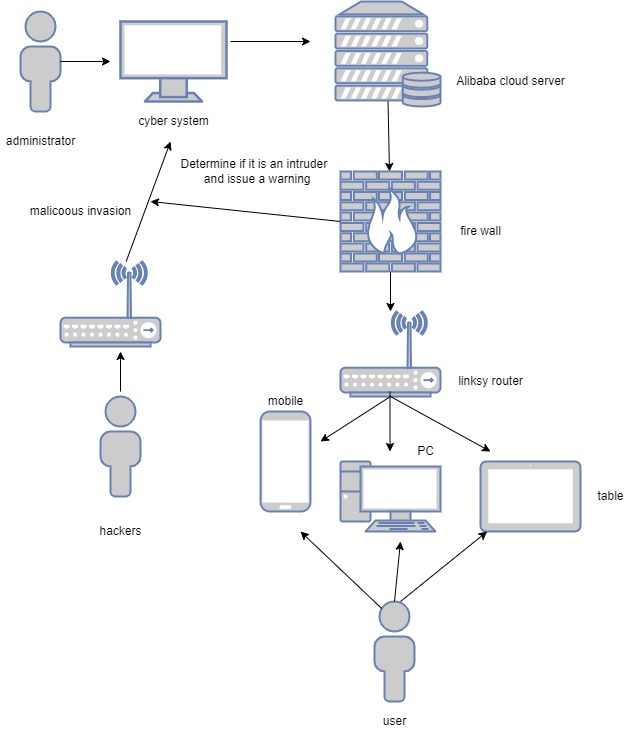 Alibaba cloud server
cyber system
administrator
Determine if it is an intruder
and issue a warning
malicoous invasion
fire wall
linksy router
mobile
PC
table
hackers
user